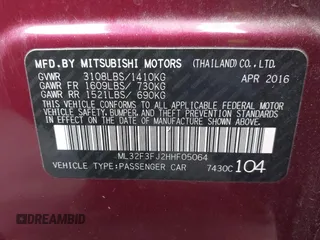 MFD.BY MITSUBISHI MOTORS (THAILAND) CO.,LTD.
GVWR 3108LBS/1410KG APR 2016
GAWR FR 1609LBS/ 730KG
GAWR RR 1521LBS/ 690KG
THIS VEHICLE CONFORMS TO ALL APPLICABLE
FEDERAL MOTOR VEHICLE SAFETY, BUMPER,
AND THEFT PREVENTION STANDARDS IN EFFECT
ON THE DATE OF MANUFACTURE SHOWN ABOVE.
ML32F3FJ2HHF05064
VEHICLE TYPE:PASSENGER CAR 7430C 104
DREAMBID